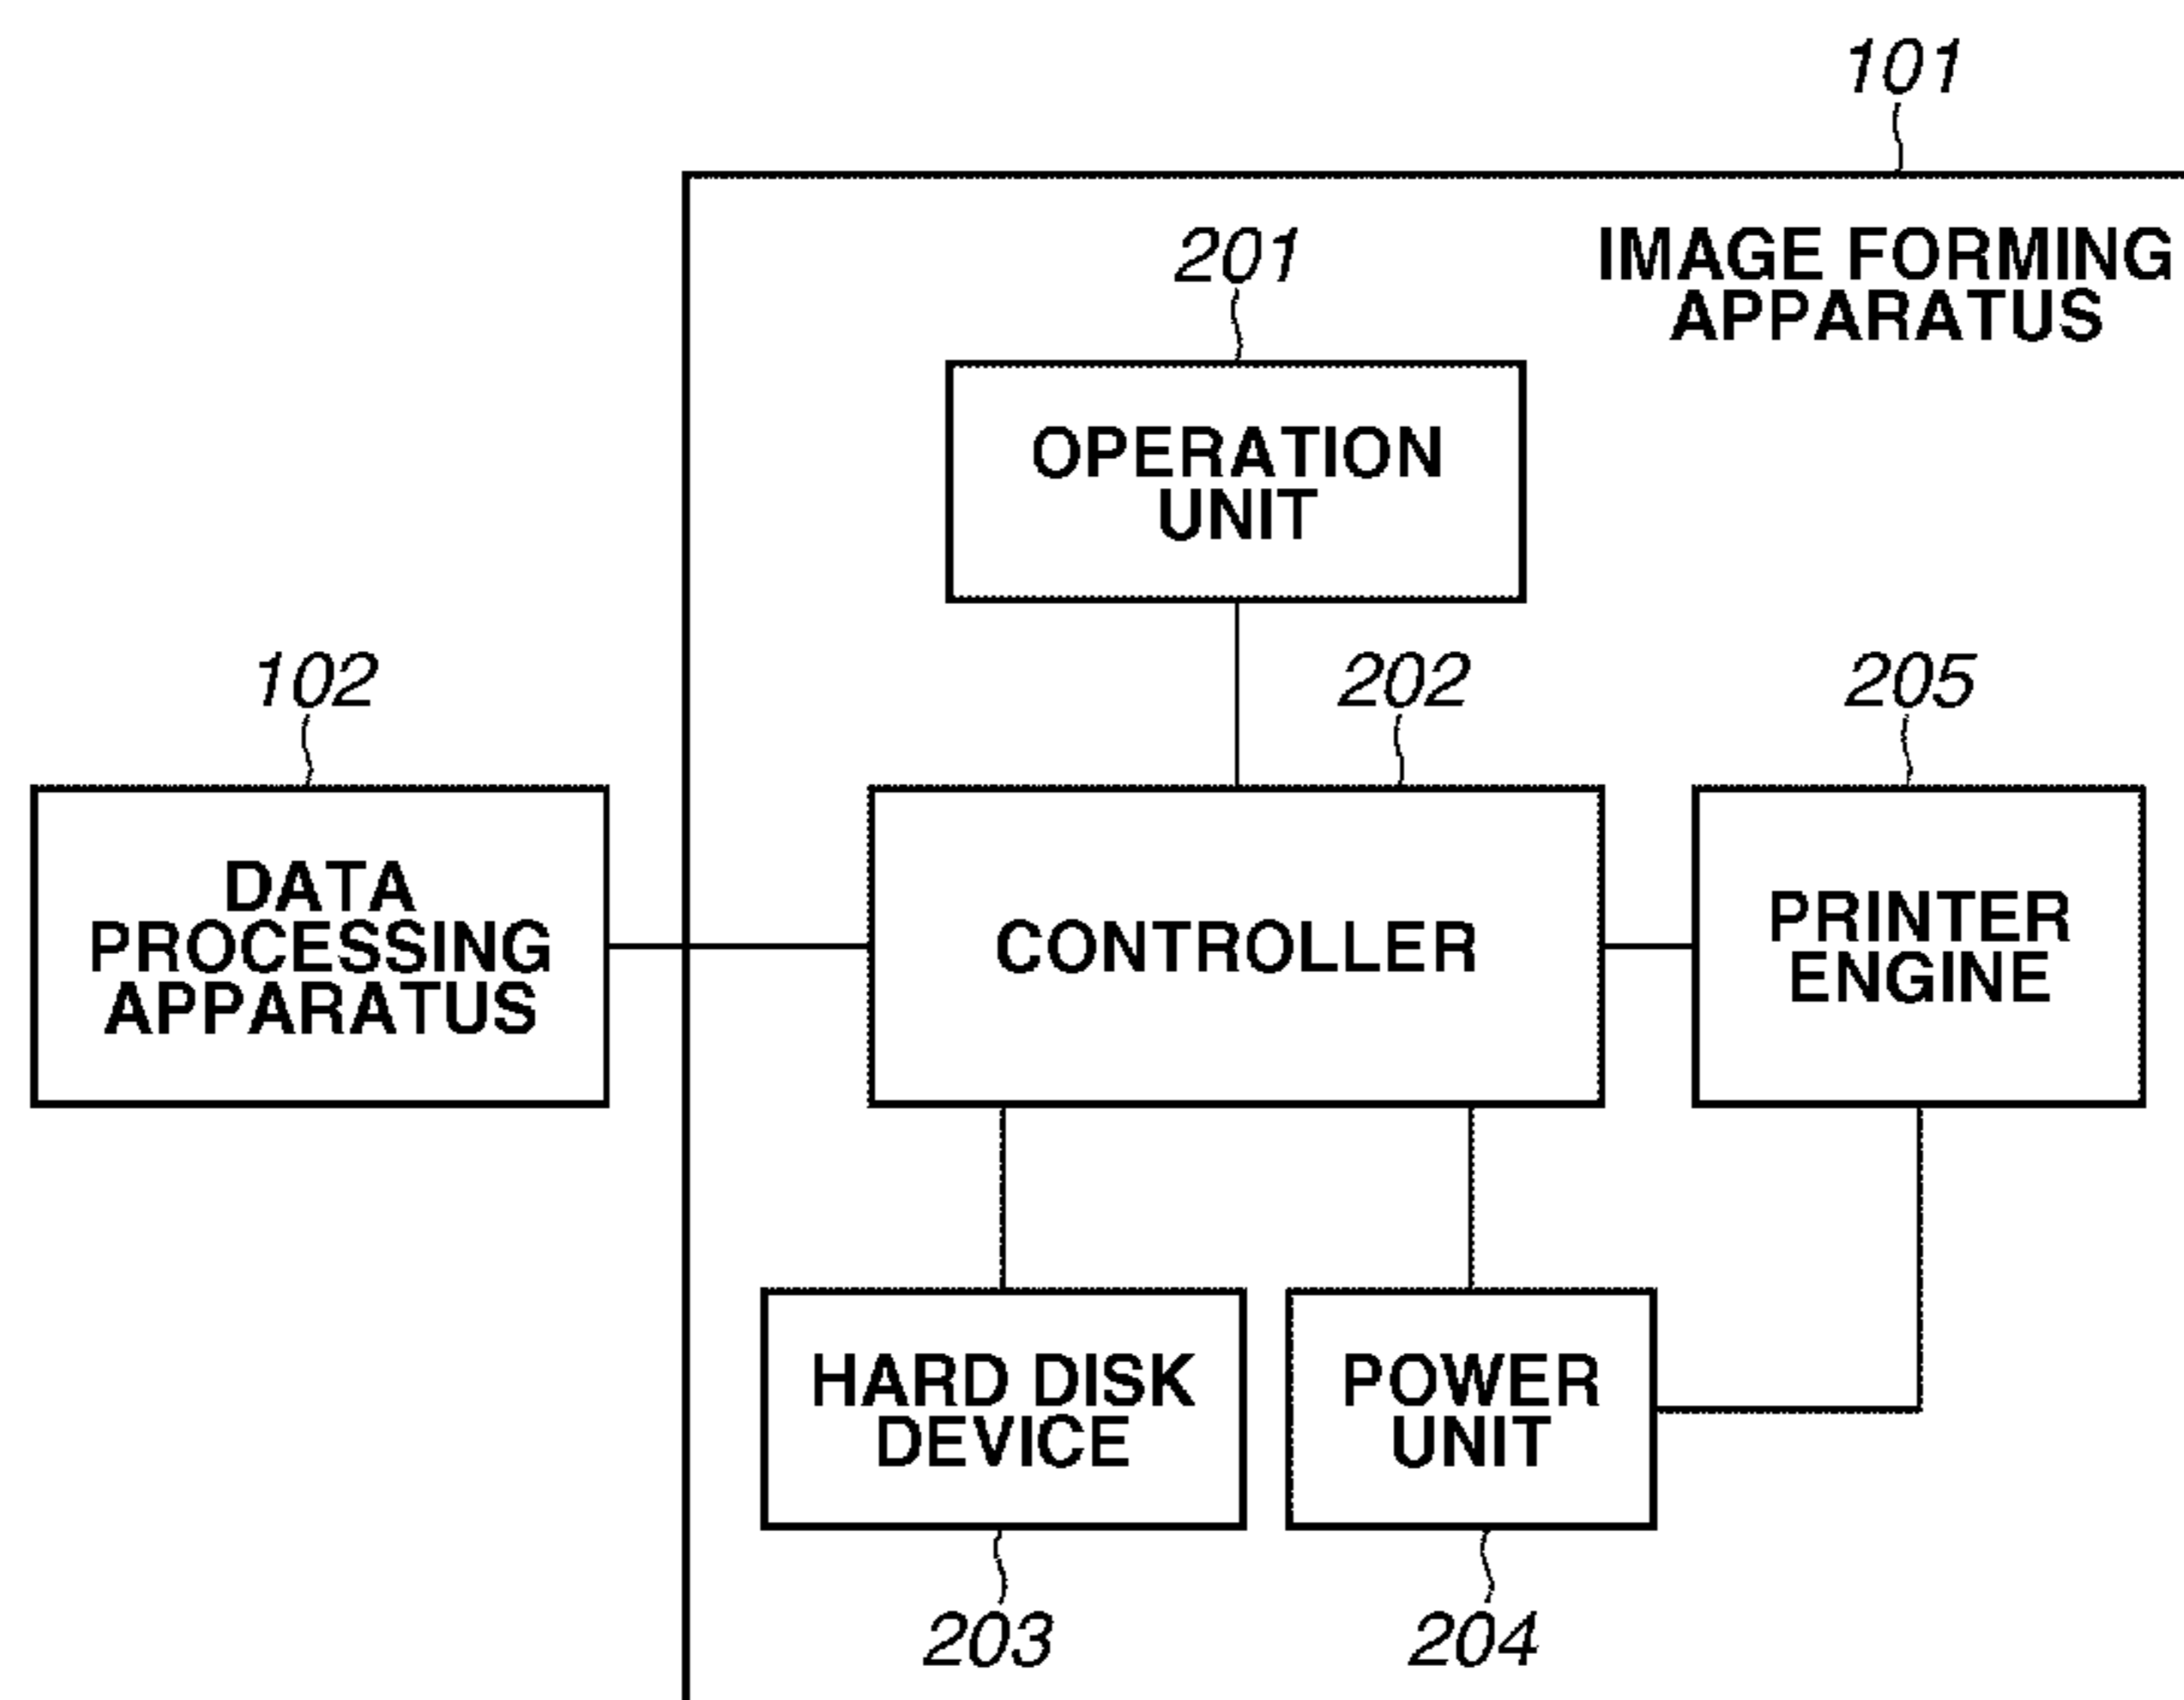 101
IMAGE FORMING
APPARATUS
201
OPERATION
UNIT
102
202
205
DATA
PROCESSING
APPARATUS
CONTROLLER
PRINTER
ENGINE
HARD DISK
DEVICE
POWER
UNIT
203
204